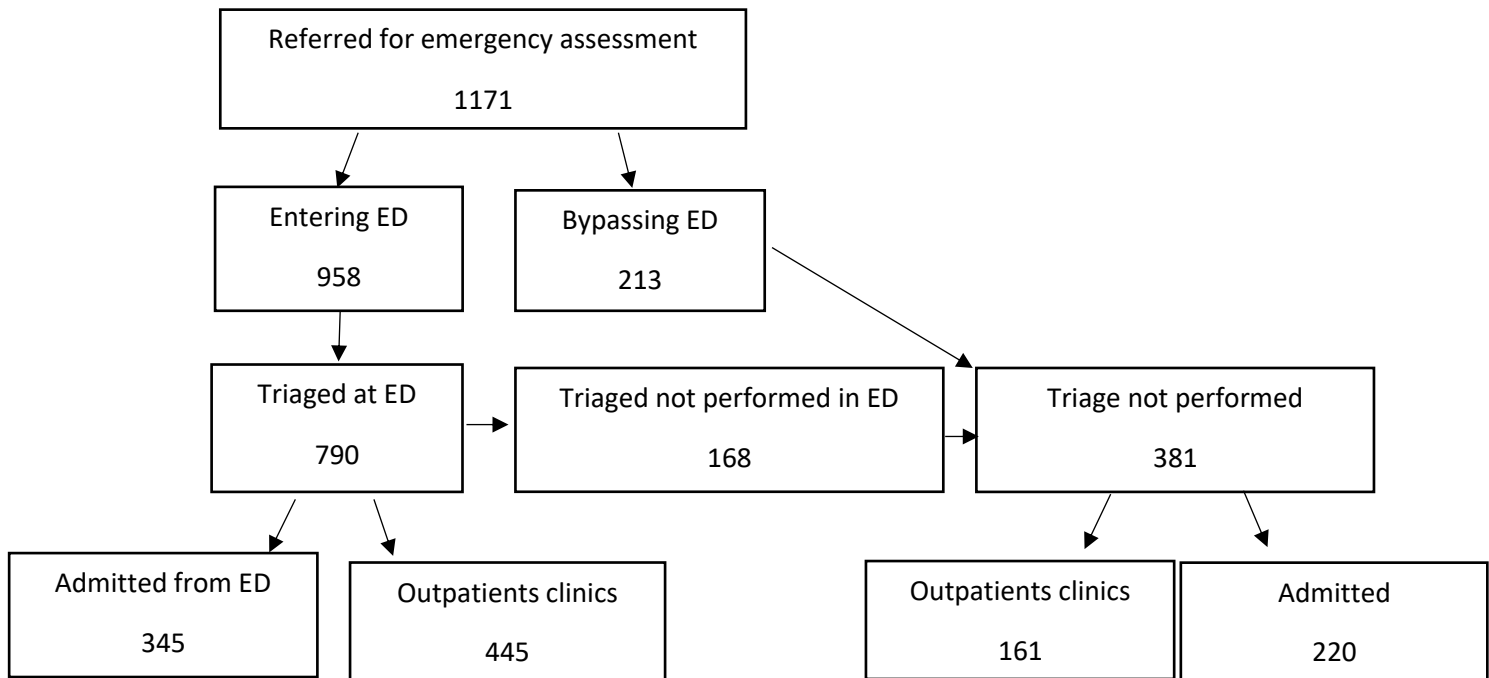 Referred for emergency assessment
1171
Entering ED
958
Bypassing ED
213
Triaged at ED
790
Triaged not performed in ED
168
Triage not performed
381
Admitted from ED
345
Outpatients clinics
445
Outpatients clinics
161
Admitted
220